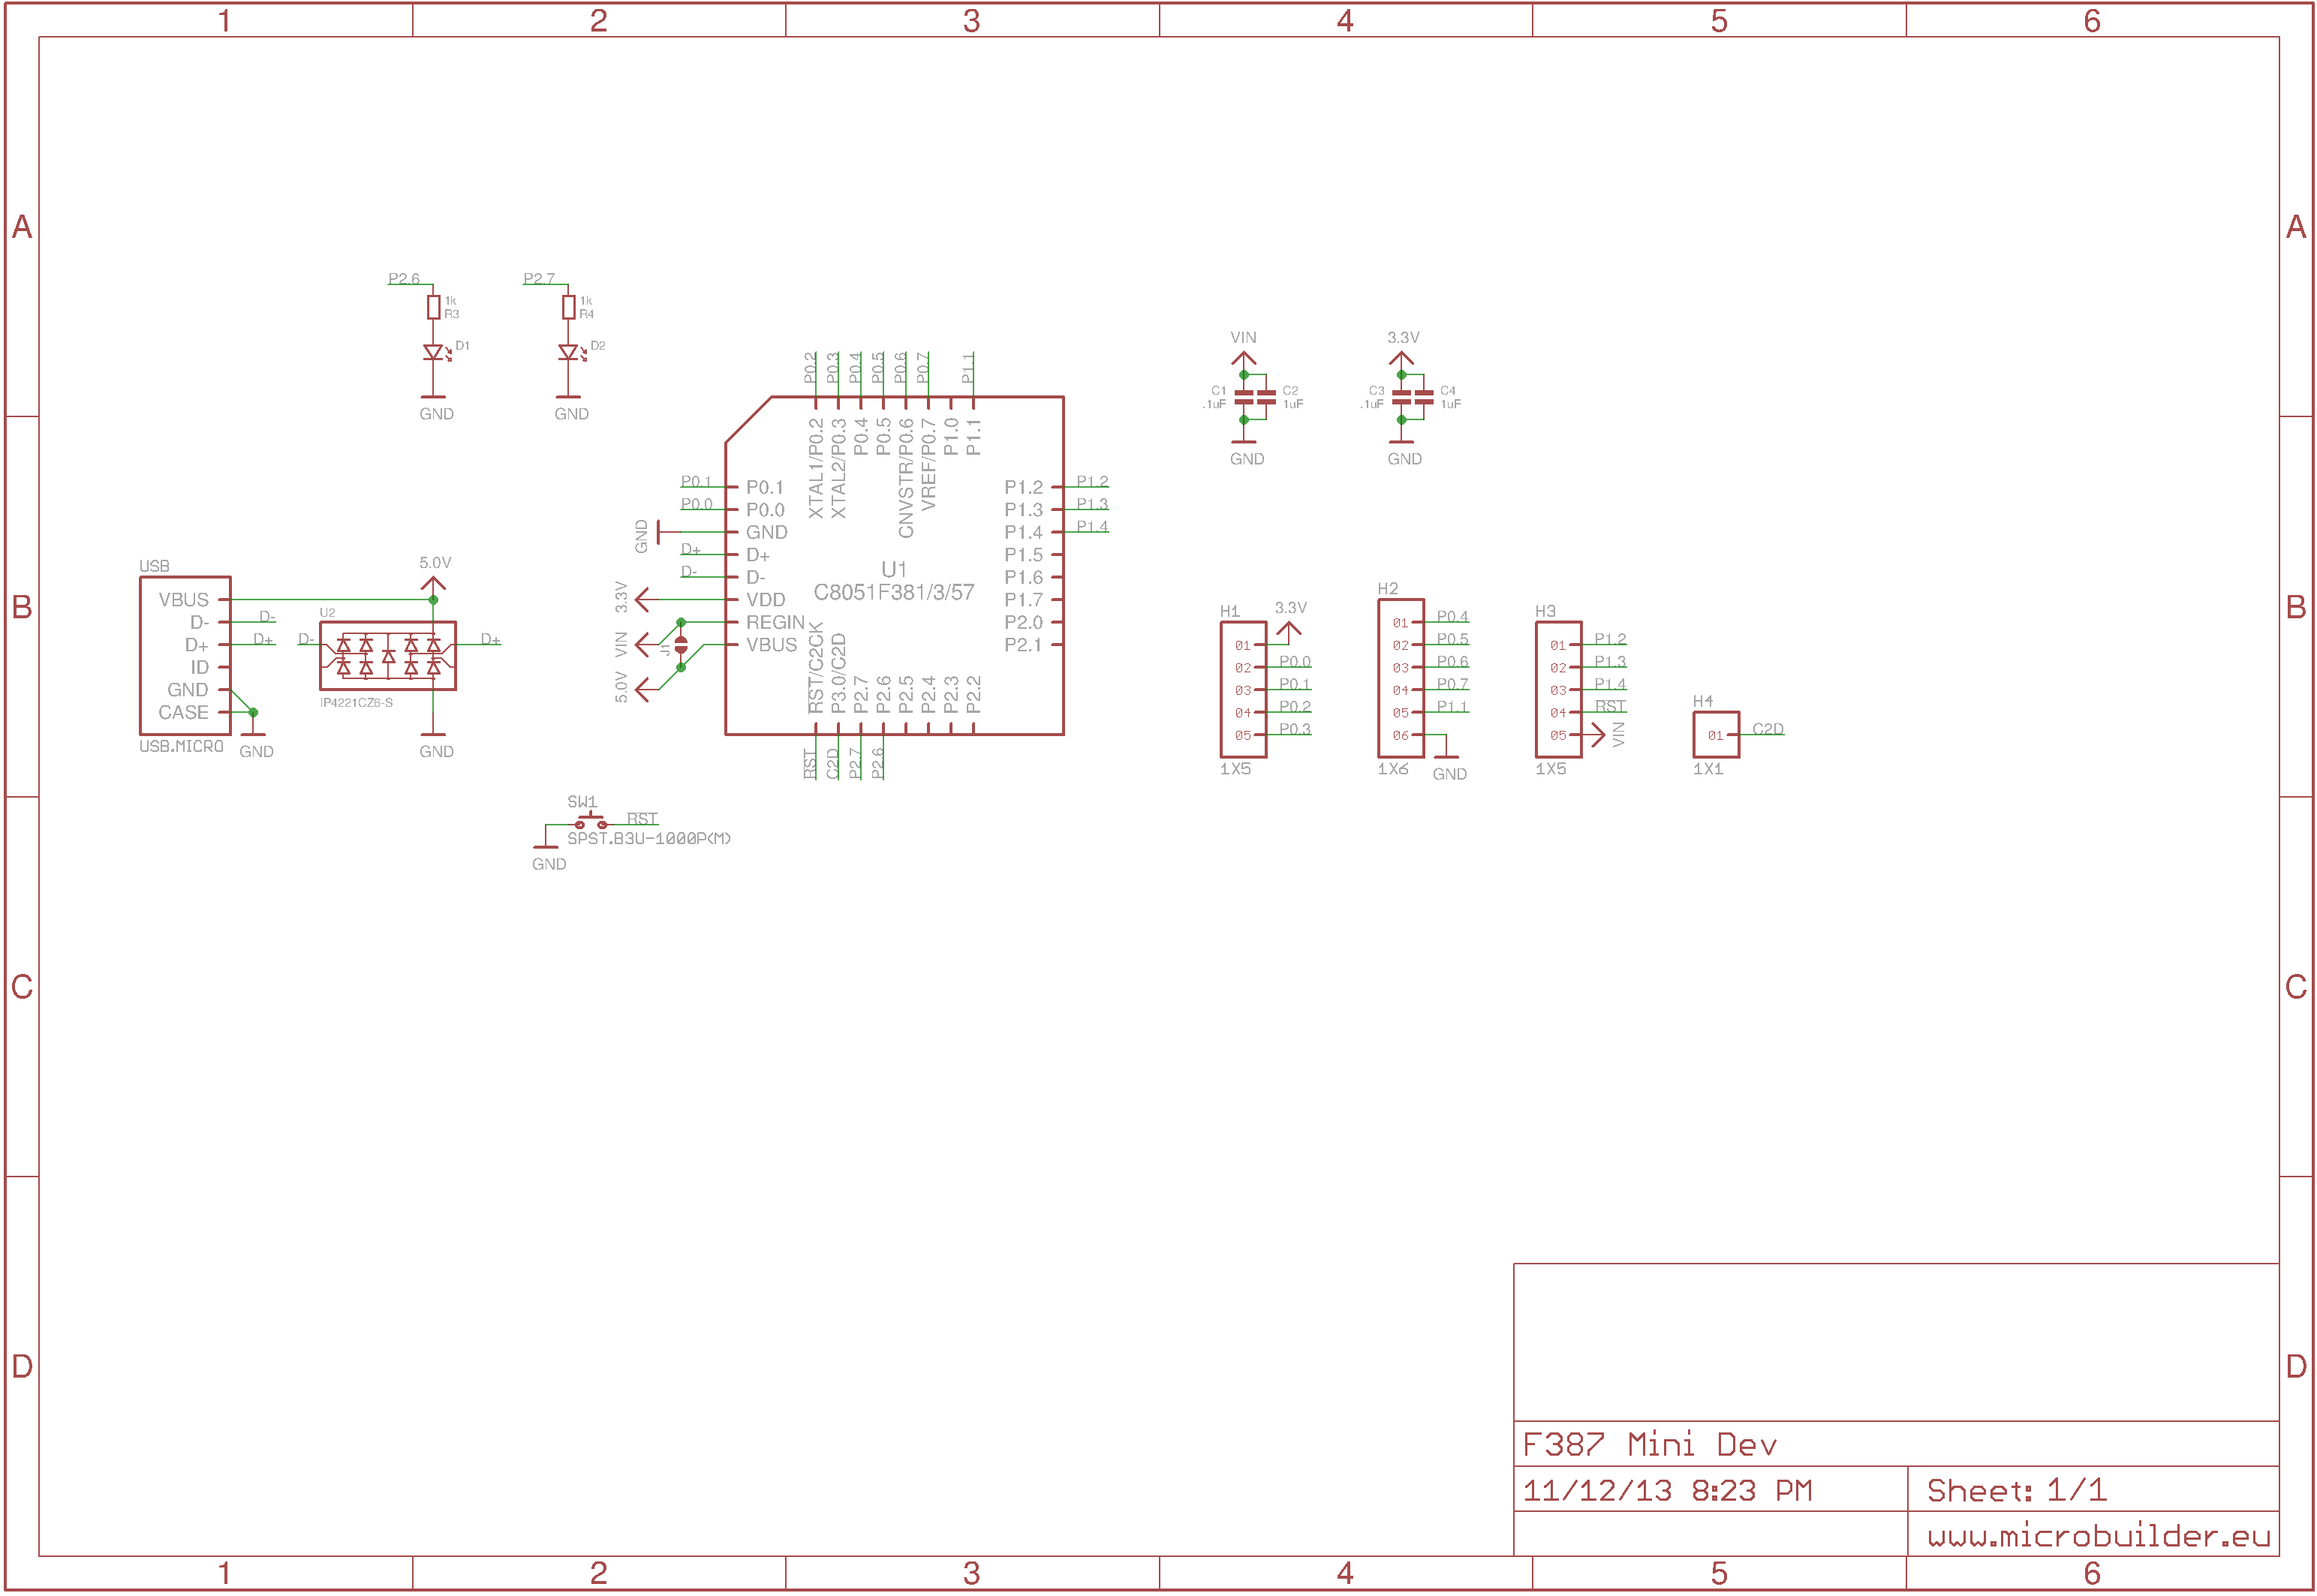 1 2 3 4 5 6
A A
P2.6 P2.7
1k 1k
R3 R4
D1 D2
GND GND
VIN 3.3V
C1 C2 C3 C4
.1uF 1uF .1uF 1uF
GND GND
P0.2 P0.3 P0.4 P0.5 P0.6 P0.7 P1.1
XTAL1/P0.2 XTAL2/P0.3 P0.4 P0.5 CNVSTR/P0.6 VREF/P0.7 P1.0 P1.1
P0.1 P0.1 P1.2 P1.2
P0.0 P0.0 P1.3 P1.3
GND GND P1.4 P1.4
D+ D+ P1.5
D- D- P1.6
3.3V VDD P1.7
VIN REGIN P2.0
5.0V VBUS P2.1
J1
U1
C8051F381/3/57
RST/C2CK P3.0/C2D P2.7 P2.6 P2.5 P2.4 P2.3 P2.2
RST C2D P2.7 P2.6
B B
USB
VBUS
D- D-
D+ D+
ID
GND
CASE
USB.MICRO
GND
5.0V
U2
D- D+
IP4221CZ6-S
GND
SW1
RST
SPST.B3U-1000P(M)
GND
H1
3.3V
01
02 P0.0
03 P0.1
04 P0.2
05 P0.3
1X5
H2
01 P0.4
02 P0.5
03 P0.6
04 P0.7
05 P1.1
06
1X6
GND
H3
01 P1.2
02 P1.3
03 P1.4
04 RST
05 VIN
1X5
H4
01 C2D
1X1
C C
D D
F387 Mini Dev
11/12/13 8:23 PM
Sheet: 1/1
www.microbuilder.eu
1 2 3 4 5 6